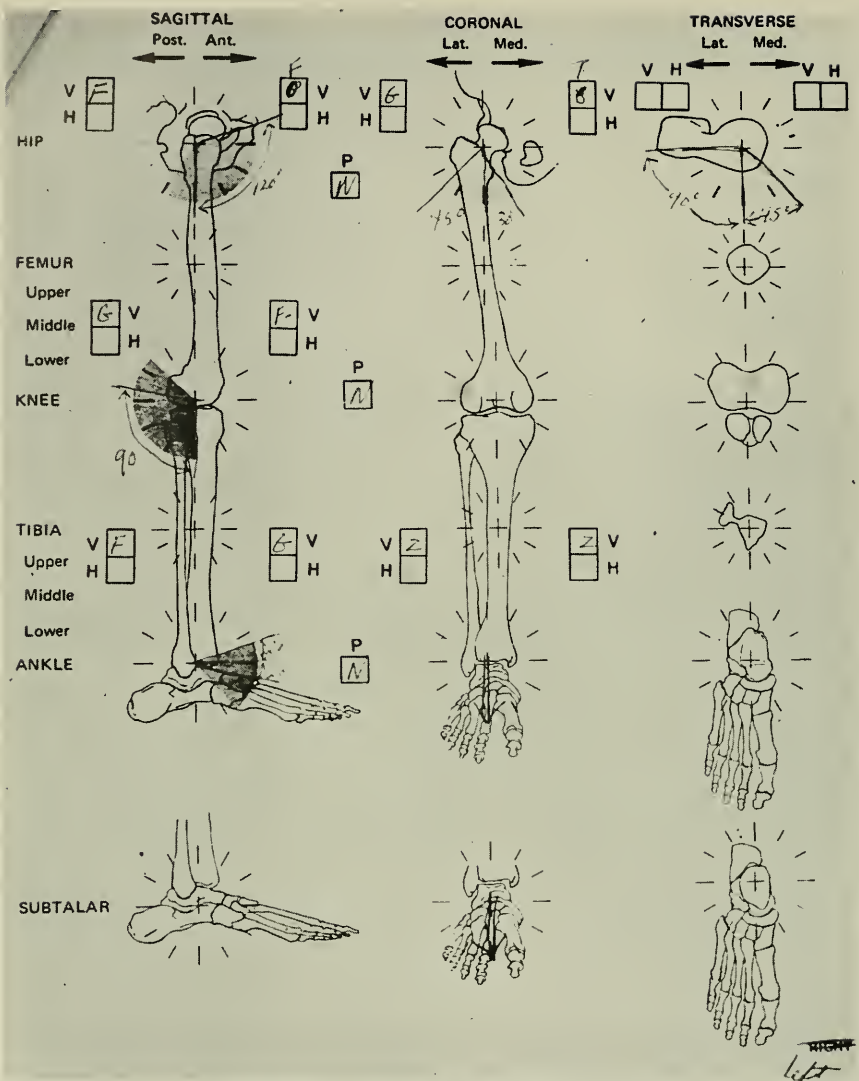 SAGITTAL
Post. Ant.
CORONAL
Lat. Med.
TRANSVERSE
Lat. Med.
V H
V H
F
V F
H
V
H
V G
H
T
V
H
HIP
120°
P
N
45°
90°
45°
FEMUR
Upper
Middle
Lower
G V
H
F- V
H
P
N
KNEE
90
TIBIA
Upper
Middle
Lower
V F
H
G V
H
V Z
H
Z V
H
ANKLE
P
N
SUBTALAR
RIGHT
left